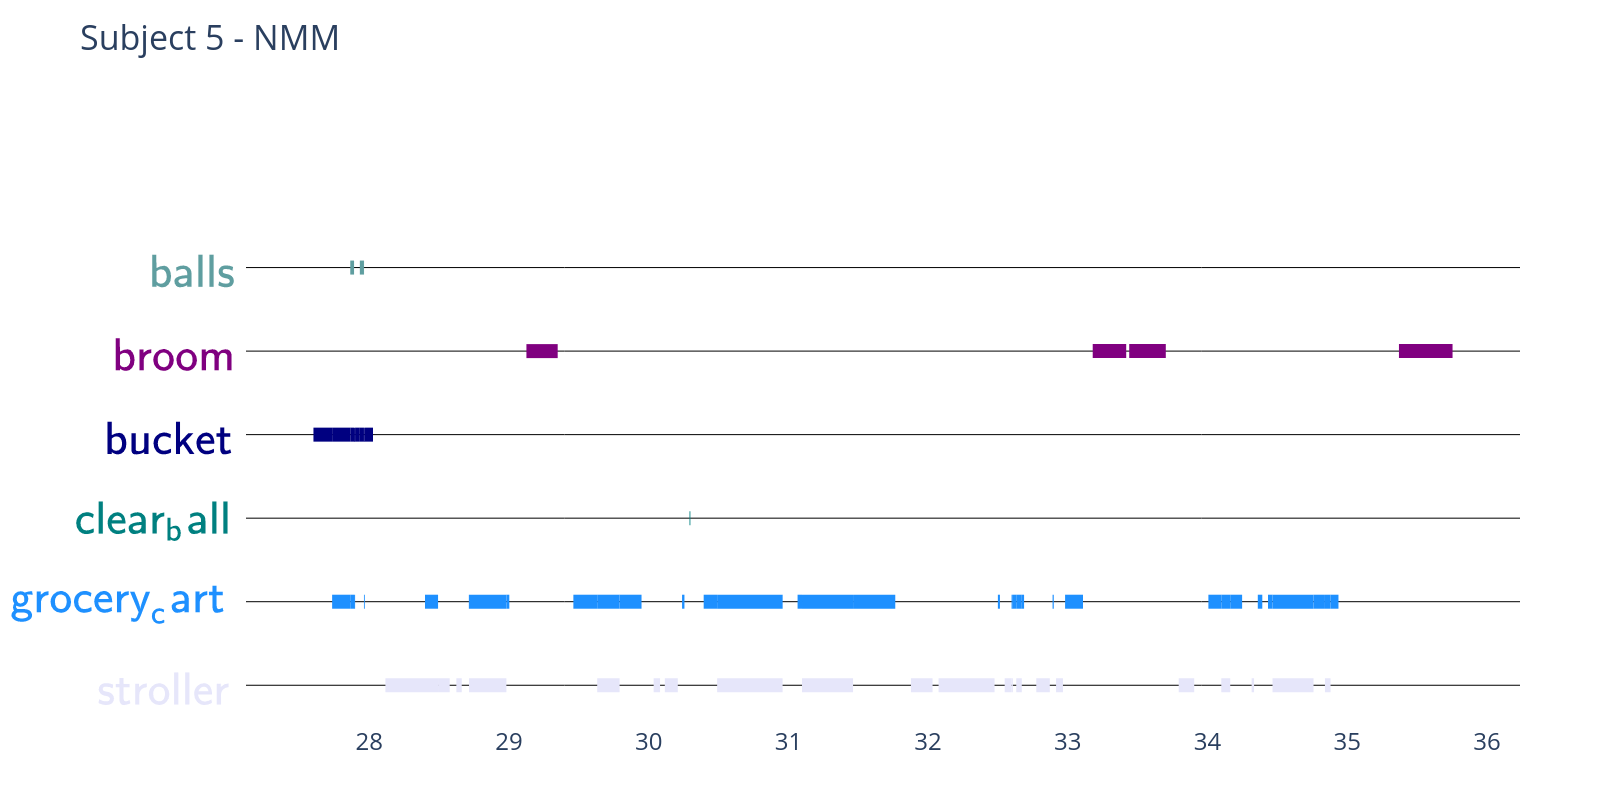 Subject 5 - NMM
balls
broom
bucket
clear_ball
grocery_cart
stroller
28 29 30 31 32 33 34 35 36